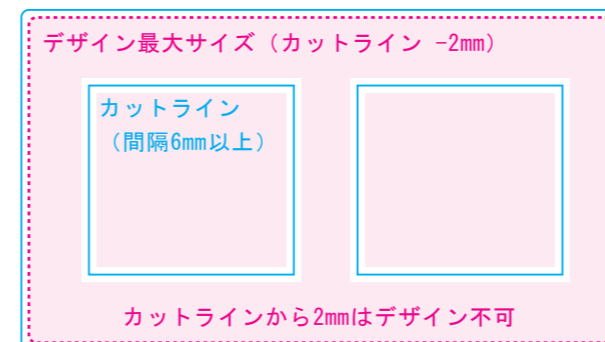 デザイン最大サイズ（カットライン -2mm）
カットライン
（間隔6mm以上）
カットラインから2mmはデザイン不可